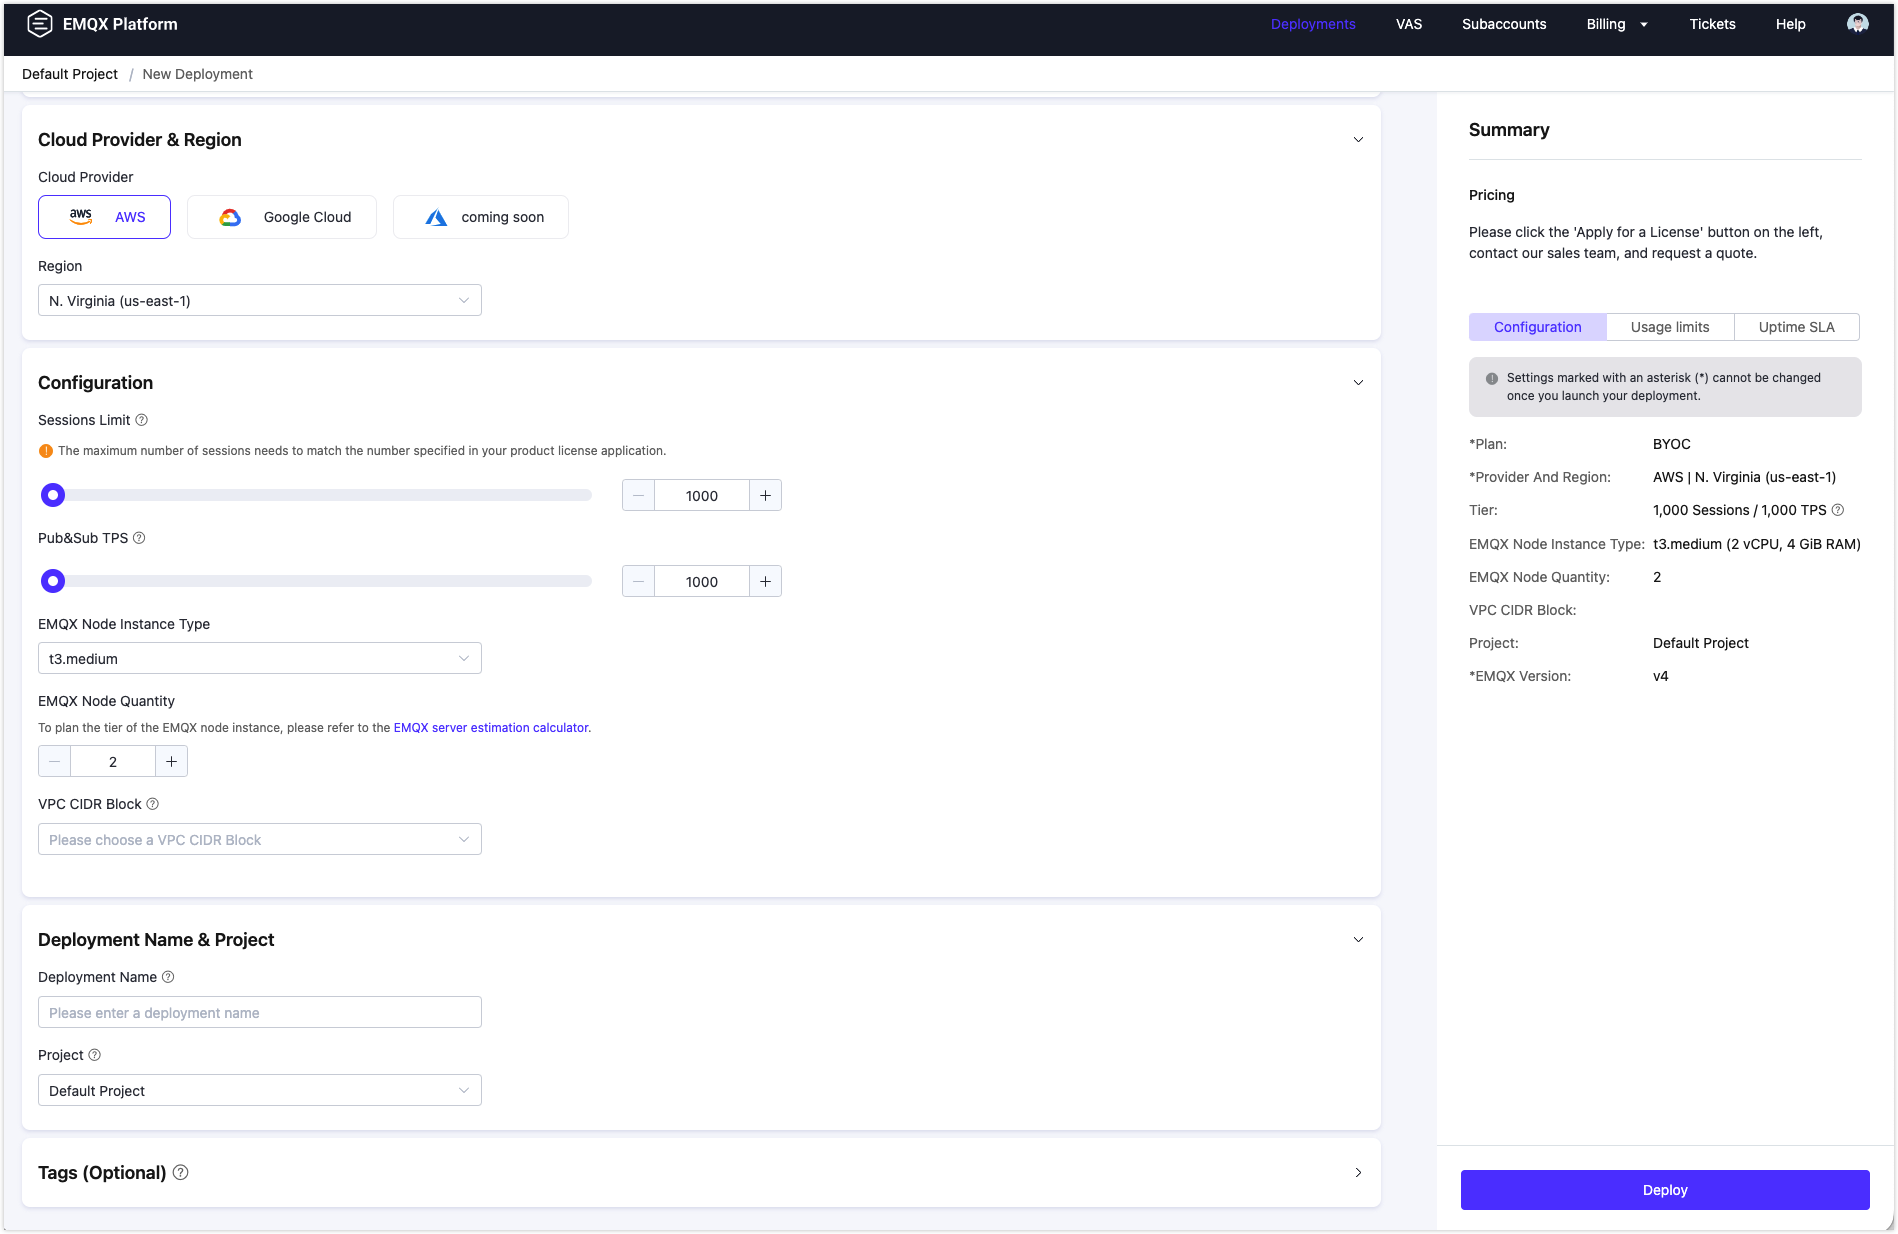 EMQX Platform
Deployments
VAS
Subaccounts
Billing
Tickets
Help
Default Project / New Deployment
Cloud Provider & Region
Cloud Provider
aws AWS
Google Cloud
coming soon
Region
N. Virginia (us-east-1)
Configuration
Sessions Limit ?
! The maximum number of sessions needs to match the number specified in your product license application.
− 1000 +
Pub&Sub TPS ?
− 1000 +
EMQX Node Instance Type
t3.medium
EMQX Node Quantity
To plan the tier of the EMQX node instance, please refer to the EMQX server estimation calculator.
− 2 +
VPC CIDR Block ?
Please choose a VPC CIDR Block
Deployment Name & Project
Deployment Name ?
Please enter a deployment name
Project ?
Default Project
Tags (Optional) ?
Summary
Pricing
Please click the 'Apply for a License' button on the left,
contact our sales team, and request a quote.
Configuration
Usage limits
Uptime SLA
! Settings marked with an asterisk (*) cannot be changed
once you launch your deployment.
*Plan: BYOC
*Provider And Region: AWS | N. Virginia (us-east-1)
Tier: 1,000 Sessions / 1,000 TPS ?
EMQX Node Instance Type: t3.medium (2 vCPU, 4 GiB RAM)
EMQX Node Quantity: 2
VPC CIDR Block:
Project: Default Project
*EMQX Version: v4
Deploy